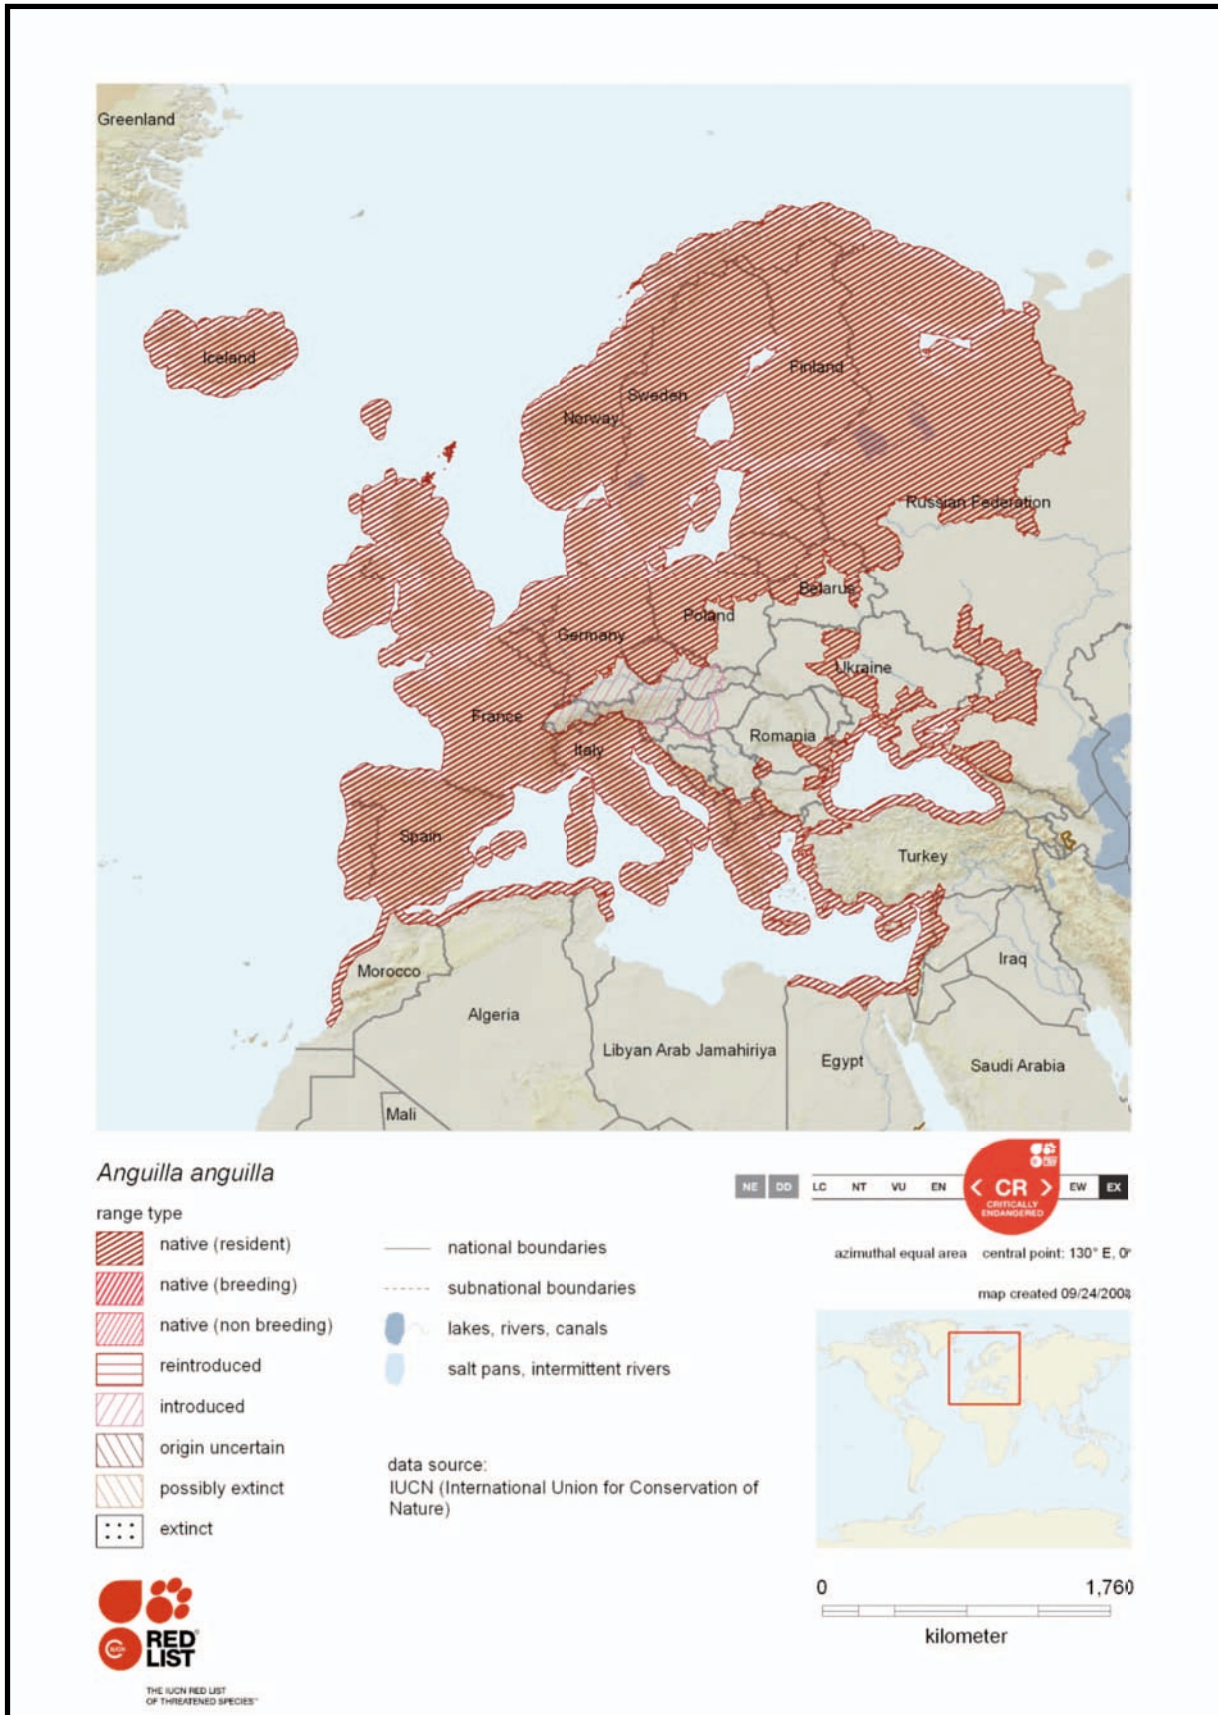 Greenland
Iceland
Finland
Sweden
Norway
Russian Federation
Belarus
Poland
Germany
Ukraine
France
Romania
Italy
Spain
Turkey
Morocco
Iraq
Algeria
Libyan Arab Jamahiriya
Egypt
Saudi Arabia
Mali
Anguilla anguilla
range type
native (resident)
native (breeding)
native (non breeding)
reintroduced
introduced
origin uncertain
possibly extinct
extinct
national boundaries
subnational boundaries
lakes, rivers, canals
salt pans, intermittent rivers
data source:
IUCN (International Union for Conservation of
Nature)
NE DD LC NT VU EN < CR > EW EX
CRITICALLY
ENDANGERED
azimuthal equal area central point: 130° E, 0°
map created 09/24/2008
0 1,760
kilometer
IUCN
RED
LIST
THE IUCN RED LIST
OF THREATENED SPECIES™